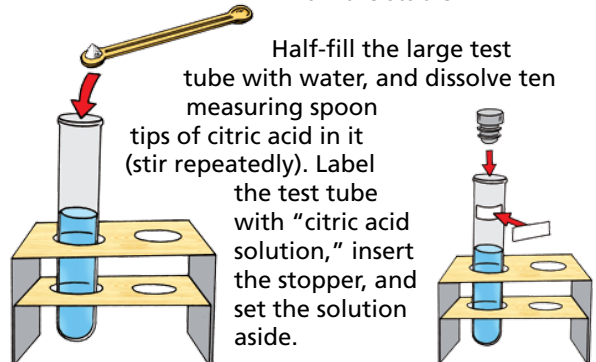 Half-fill the large test
tube with water, and dissolve ten
measuring spoon
tips of citric acid in it
(stir repeatedly). Label
the test tube
with “citric acid
solution,” insert
the stopper, and
set the solution
aside.